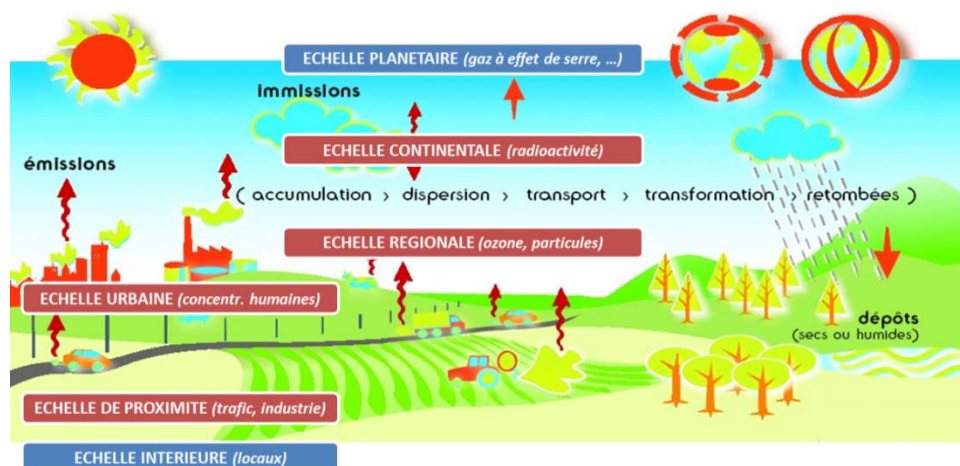 ECHELLE PLANETAIRE (gaz à effet de serre, ...)
immissions
ECHELLE CONTINENTALE (radioactivité)
émissions
( accumulation > dispersion > transport > transformation > retombées )
ECHELLE REGIONALE (ozone, particules)
ECHELLE URBAINE (concentr. humaines)
dépôts
(secs ou humides)
ECHELLE DE PROXIMITE (trafic, industrie)
ECHELLE INTERIEURE (locaux)